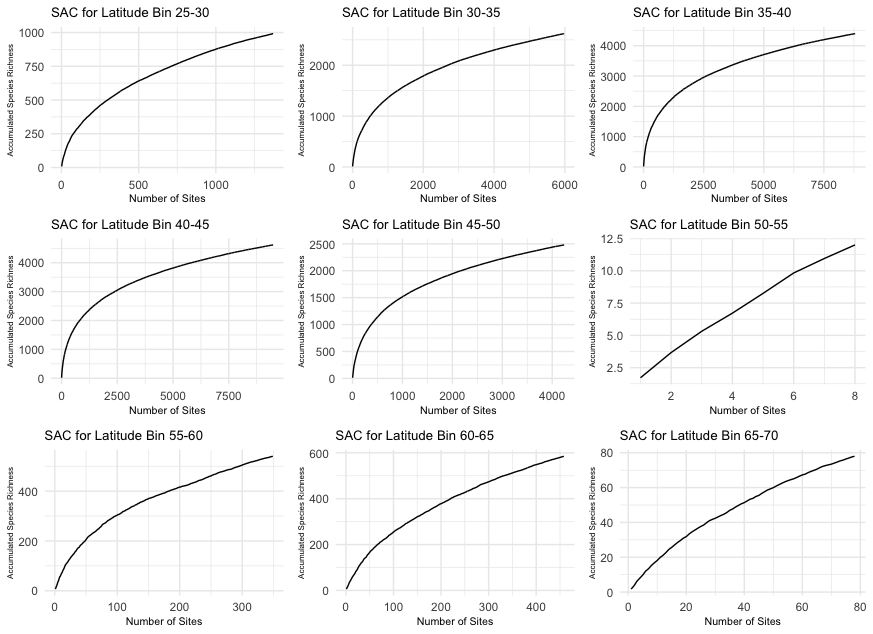 SAC for Latitude Bin 25-30
Accumulated Species Richness
1000
750
500
250
0
0 500 1000
Number of Sites
SAC for Latitude Bin 30-35
Accumulated Species Richness
2000
1000
0
0 2000 4000 6000
Number of Sites
SAC for Latitude Bin 35-40
Accumulated Species Richness
4000
3000
2000
1000
0
0 2500 5000 7500
Number of Sites
SAC for Latitude Bin 40-45
Accumulated Species Richness
4000
3000
2000
1000
0
0 2500 5000 7500
Number of Sites
SAC for Latitude Bin 45-50
Accumulated Species Richness
2500
2000
1500
1000
500
0
0 1000 2000 3000 4000
Number of Sites
SAC for Latitude Bin 50-55
Accumulated Species Richness
12.5
10.0
7.5
5.0
2.5
2 4 6 8
Number of Sites
SAC for Latitude Bin 55-60
Accumulated Species Richness
400
200
0
0 100 200 300
Number of Sites
SAC for Latitude Bin 60-65
Accumulated Species Richness
600
400
200
0
0 100 200 300 400
Number of Sites
SAC for Latitude Bin 65-70
Accumulated Species Richness
80
60
40
20
0
0 20 40 60 80
Number of Sites